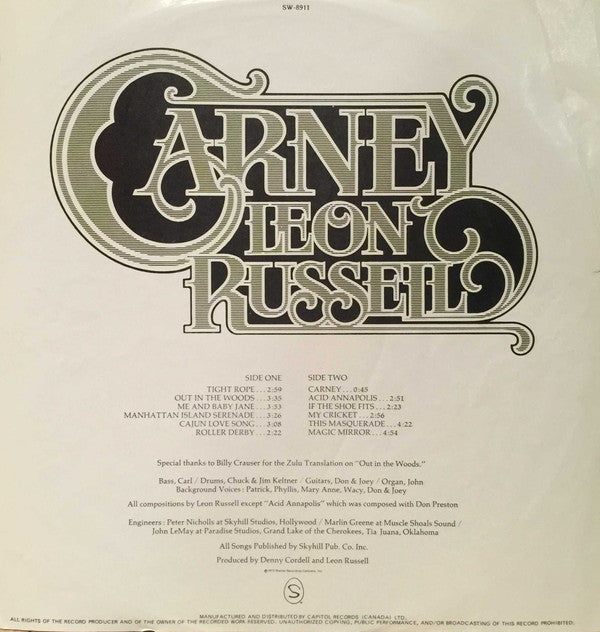 SW-8911
CARNEY
LEON
RUSSELL
SIDE ONE
TIGHT ROPE...2:59
OUT IN THE WOODS...3:35
ME AND BABY JANE...3:53
MANHATTAN ISLAND SERENADE...3:26
CAJUN LOVE SONG...3:08
ROLLER DERBY...2:22
SIDE TWO
CARNEY...0:45
ACID ANNAPOLIS...2:51
IF THE SHOE FITS...2:23
MY CRICKET...2:56
THIS MASQUERADE...4:22
MAGIC MIRROR...4:54
Special thanks to Billy Crauser for the Zulu Translation on "Out in the Woods."
Bass, Carl / Drums, Chuck & Jim Keltner / Guitars, Don & Joey / Organ, John
Background Voices: Patrick, Phyllis, Mary Anne, Wacy, Don & Joey
All compositions by Leon Russell except "Acid Annapolis" which was composed with Don Preston
Engineers: Peter Nicholls at Skyhill Studios, Hollywood / Marlin Greene at Muscle Shoals Sound /
John LeMay at Paradise Studios, Grand Lake of the Cherokees, Tia Juana, Oklahoma
All Songs Published by Skyhill Pub. Co. Inc.
Produced by Denny Cordell and Leon Russell
© 1972 Shelter Recording Company, Inc.
S
MANUFACTURED AND DISTRIBUTED BY CAPITOL RECORDS (CANADA) LTD.
ALL RIGHTS OF THE RECORD PRODUCER AND OF THE OWNER OF THE RECORDED WORK RESERVED. UNAUTHORIZED COPYING, PUBLIC PERFORMANCE, AND/OR BROADCASTING OF THIS RECORD PROHIBITED.